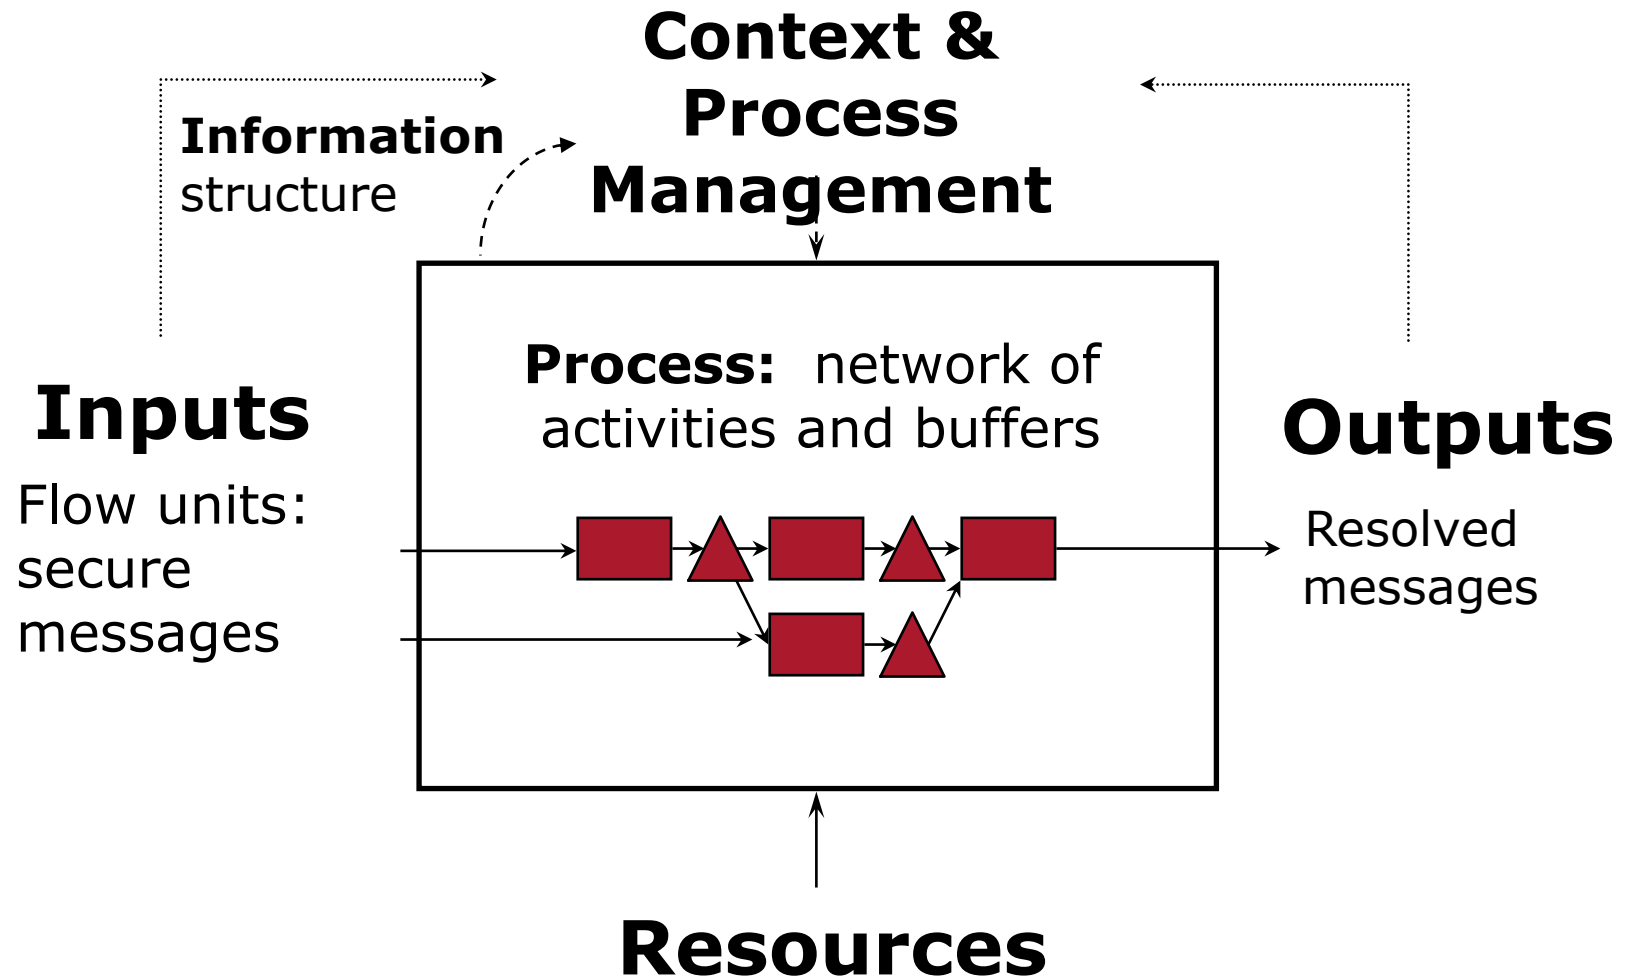 Context &
Process
Management
Information
structure
Process: network of
activities and buffers
Inputs
Flow units:
secure
messages
Outputs
Resolved
messages
Resources